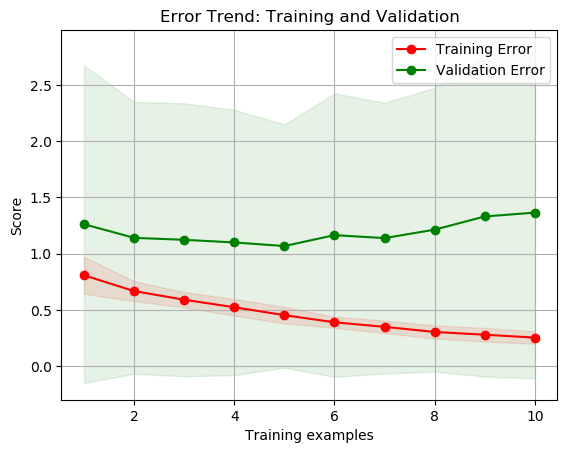 Error Trend: Training and Validation
Training Error
Validation Error
2.5
2.0
1.5
1.0
0.5
0.0
Score
2
4
6
8
10
Training examples